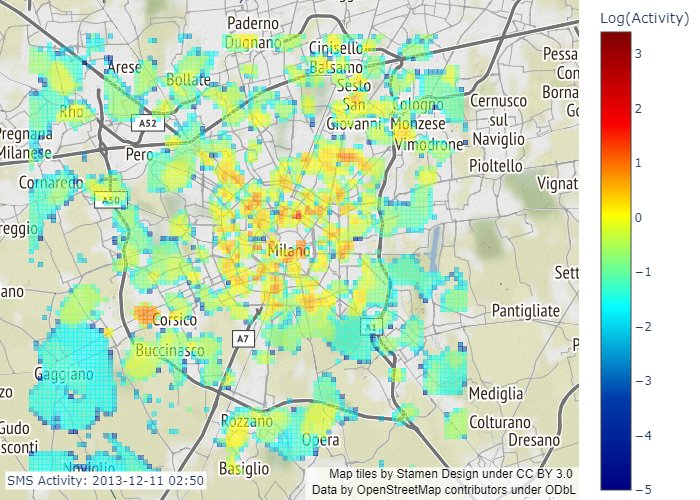 Paderno
Dugnano
Cinisello
Balsamo
Arese
Bollate
Sesto
San
Giovanni
Cologno
Monzese
Rho
A52
Pessa
Con
Borna
Go
Cernusco
sul
Naviglio
Pregnana
Milanese
Pero
Vimodrone
Pioltello
Cornaredo
A50
Vignat
reggio
Milano
Sett
ano
Corsico
A1
Pantigliate
A7
Buccinasco
P
Gaggiano
zo
Mediglia
Rozzano
Opera
Colturano
Dresano
Gudo
sconti
Basiglio
Noviglio
SMS Activity: 2013-12-11 02:50
Map tiles by Stamen Design under CC BY 3.0
Data by OpenStreetMap contributors under ODbL
Log(Activity)
3
2
1
0
−1
−2
−3
−4
−5